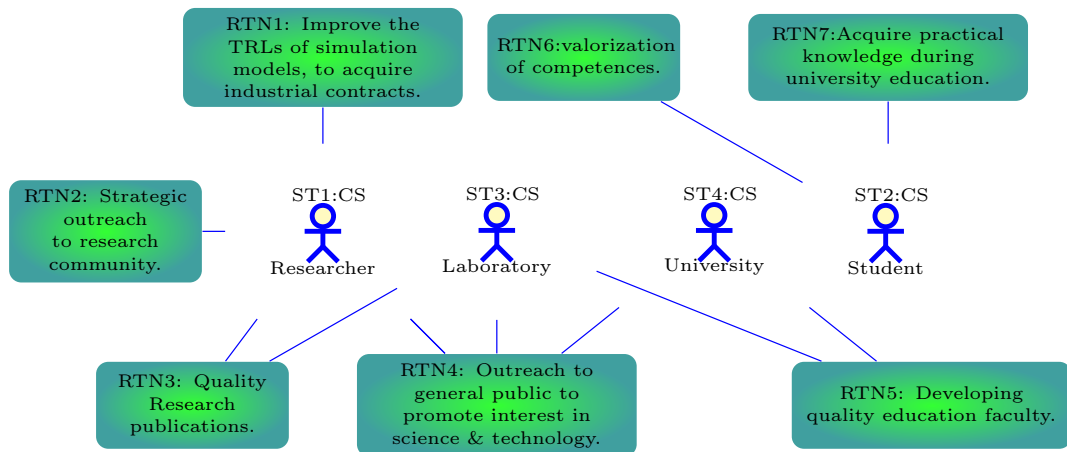 RTN1: Improve the
TRLs of simulation
models, to acquire
industrial contracts.
RTN6:valorization
of competences.
RTN7:Acquire practical
knowledge during
university education.
RTN2: Strategic
outreach
to research
community.
ST1:CS
Researcher
ST3:CS
Laboratory
ST4:CS
University
ST2:CS
Student
RTN3: Quality
Research
publications.
RTN4: Outreach to
general public to
promote interest in
science & technology.
RTN5: Developing
quality education faculty.